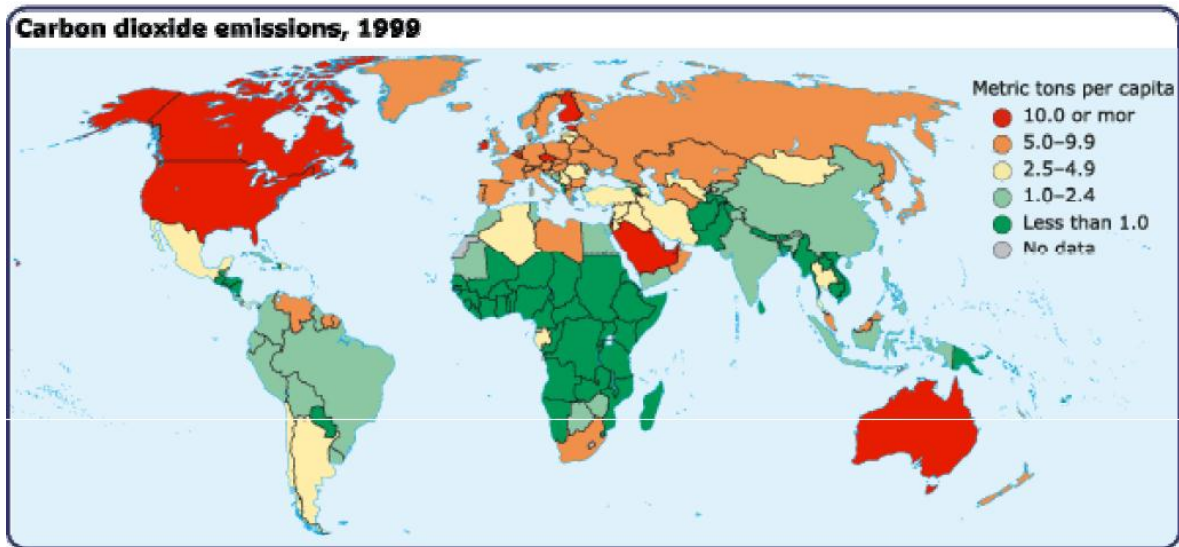 Carbon dioxide emissions, 1999
Metric tons per capita
10.0 or mor
5.0–9.9
2.5–4.9
1.0–2.4
Less than 1.0
No data